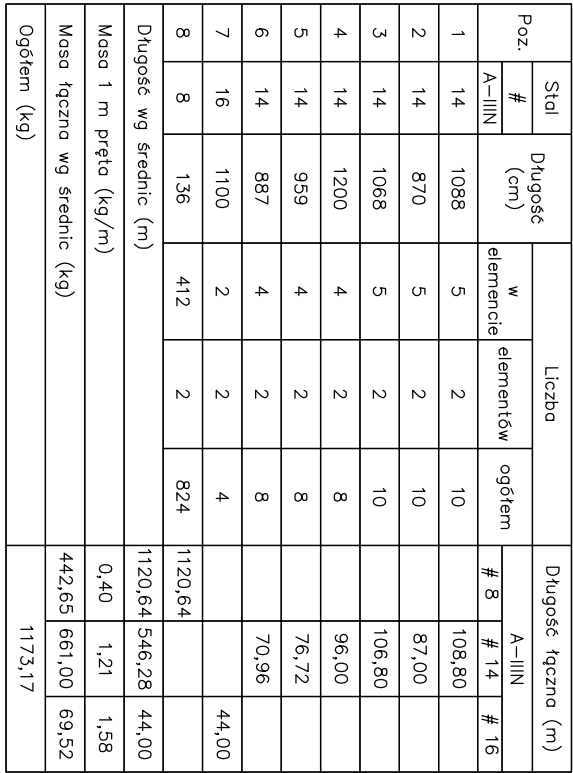 Poz. Stal Długość (cm) Liczba Długość łączna (m)
# A-IIIN w elemencie elementów ogółem A-IIIN
# 8 # 14 # 16
1 14 1088 5 2 10 108,80
2 14 870 5 2 10 87,00
3 14 1068 5 2 10 106,80
4 14 1200 4 2 8 96,00
5 14 959 4 2 8 76,72
6 14 887 4 2 8 70,96
7 16 1100 2 2 4 44,00
8 8 136 412 2 824 1120,64
Długość wg średnic (m) 1120,64 546,28 44,00
Masa 1 m pręta (kg/m) 0,40 1,21 1,58
Masa łączna wg średnic (kg) 442,65 661,00 69,52
Ogółem (kg) 1173,17